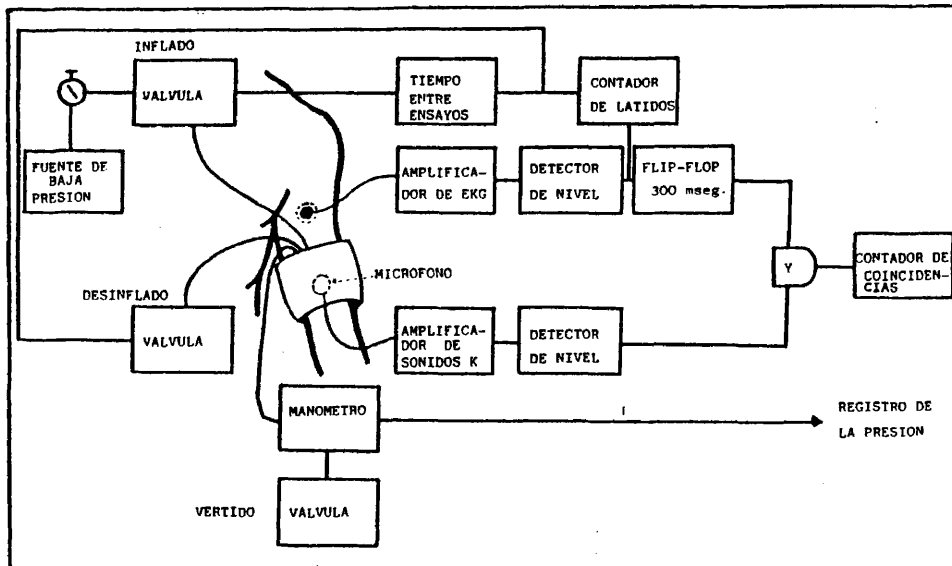 INFLADO
VALVULA
FUENTE DE
BAJA
PRESION
TIEMPO
ENTRE
ENSAYOS
CONTADOR
DE LATIDOS
AMPLIFICA-
DOR DE EKG
DETECTOR
DE NIVEL
FLIP-FLOP
300 mseg.
Y
CONTADOR DE
COINCIDEN-
CIAS
MICROFONO
DESINFLADO
VALVULA
AMPLIFICA-
DOR DE
SONIDOS K
DETECTOR
DE NIVEL
MANOMETRO
REGISTRO DE
LA PRESION
VERTIDO
VALVULA